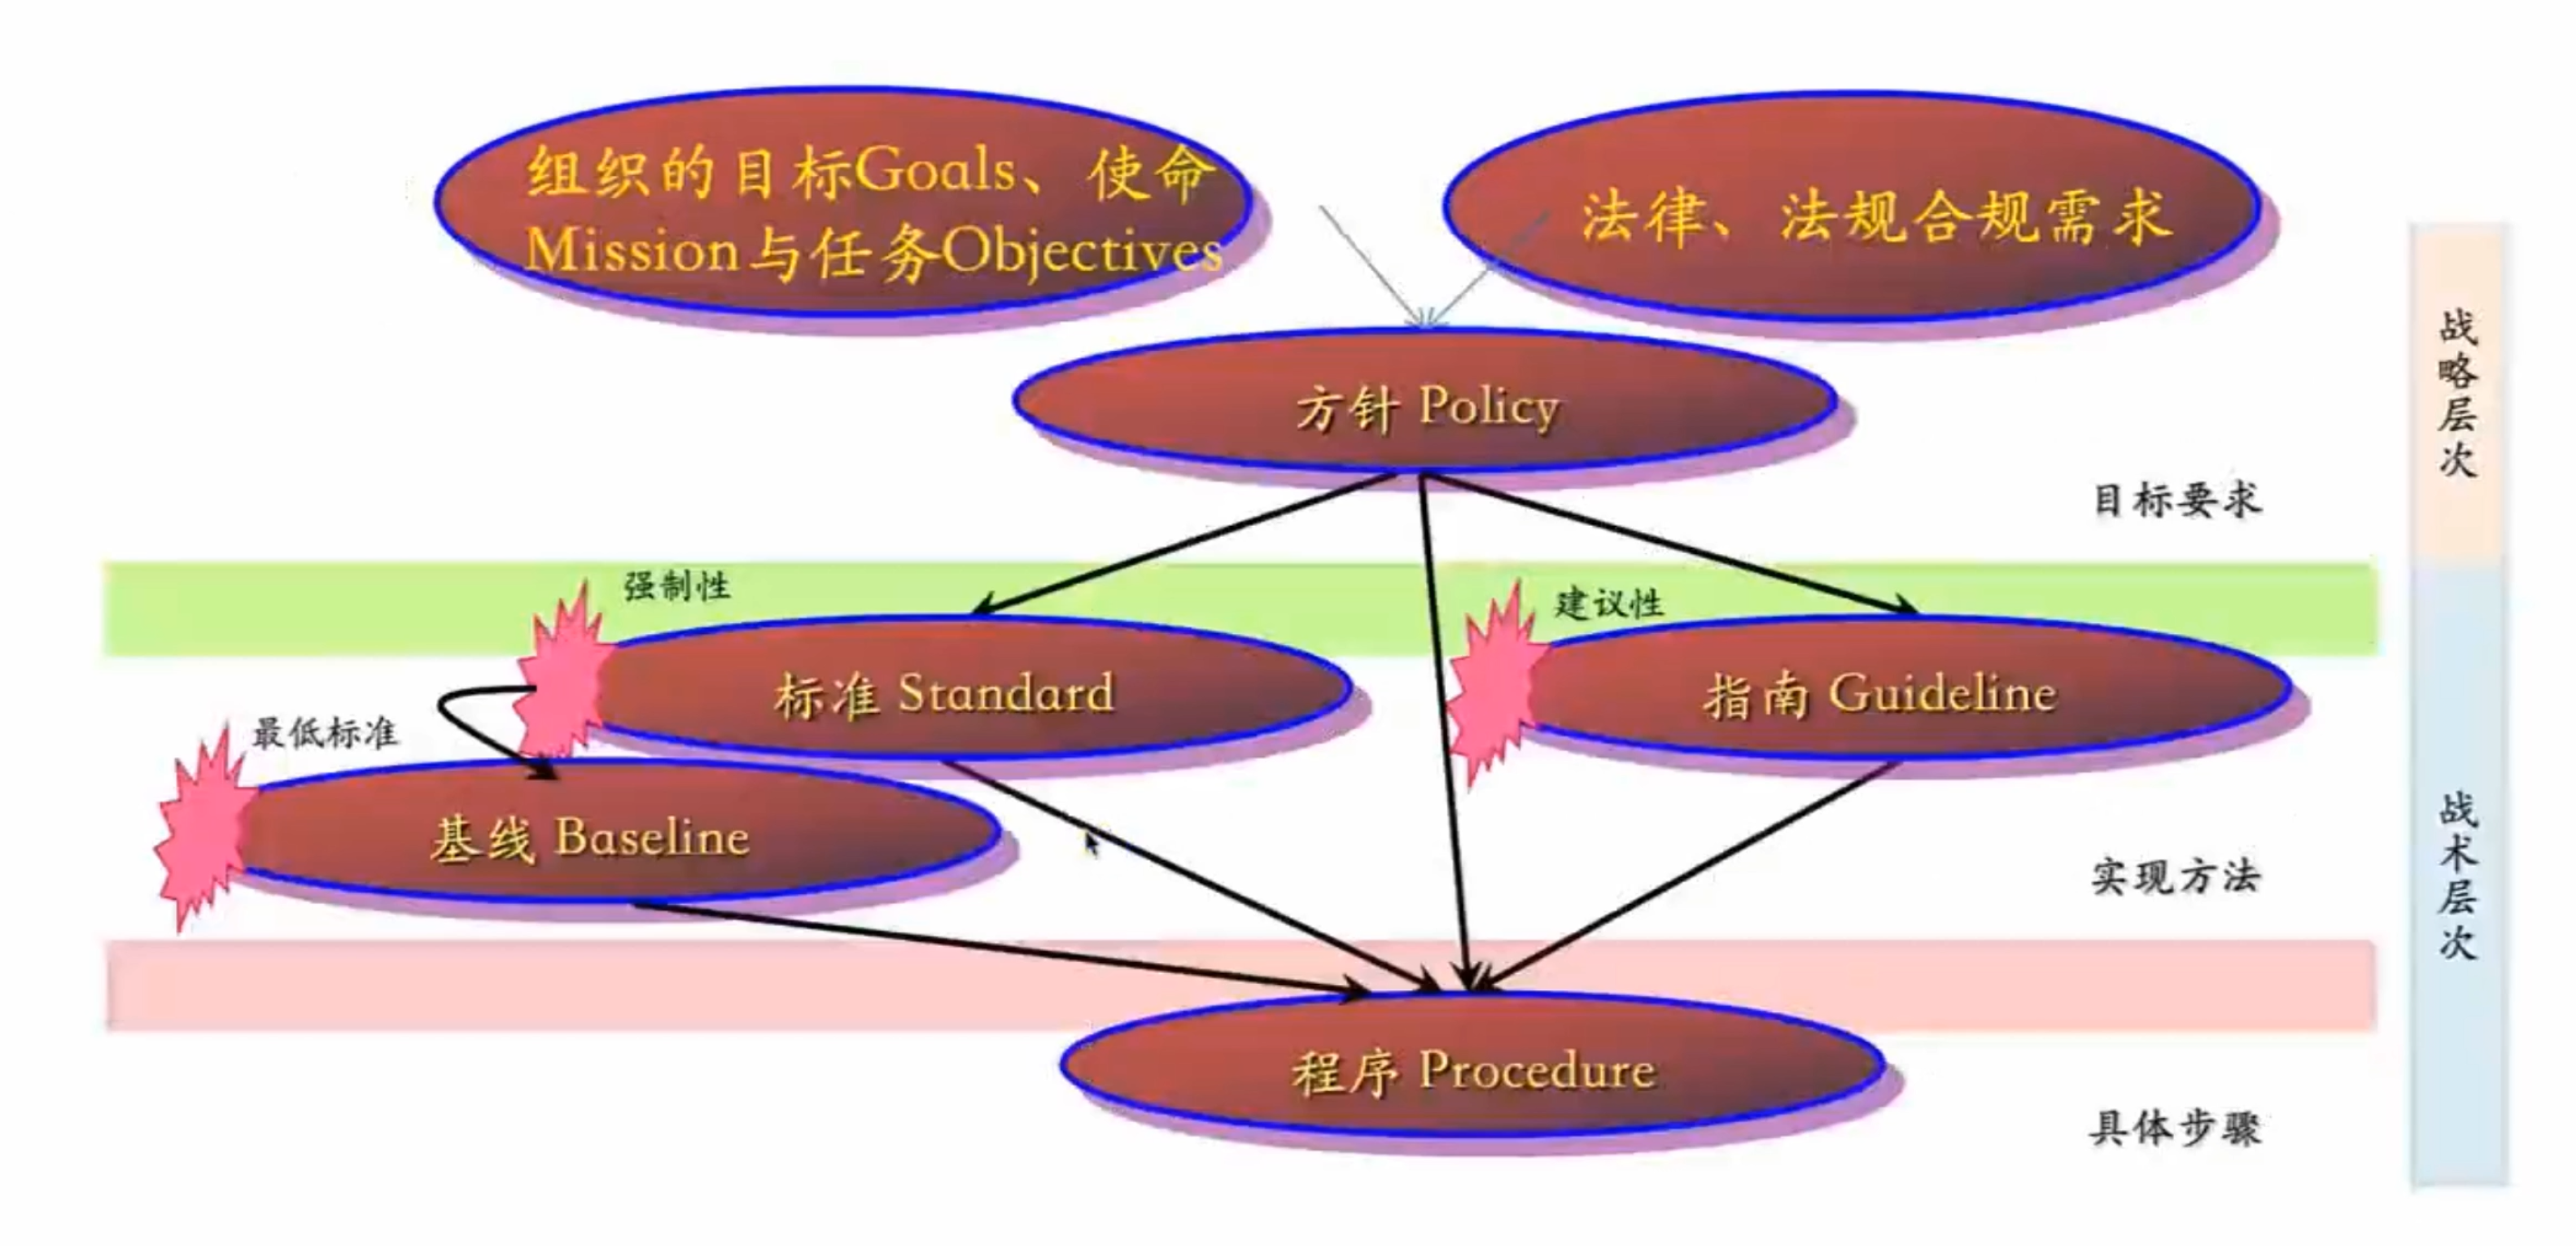 组织的目标Goals、使命
Mission与任务Objectives
法律、法规合规需求
方针 Policy
目标要求
强制性
建议性
标准 Standard
指南 Guideline
最低标准
基线 Baseline
实现方法
程序 Procedure
具体步骤
战略层次
战术层次